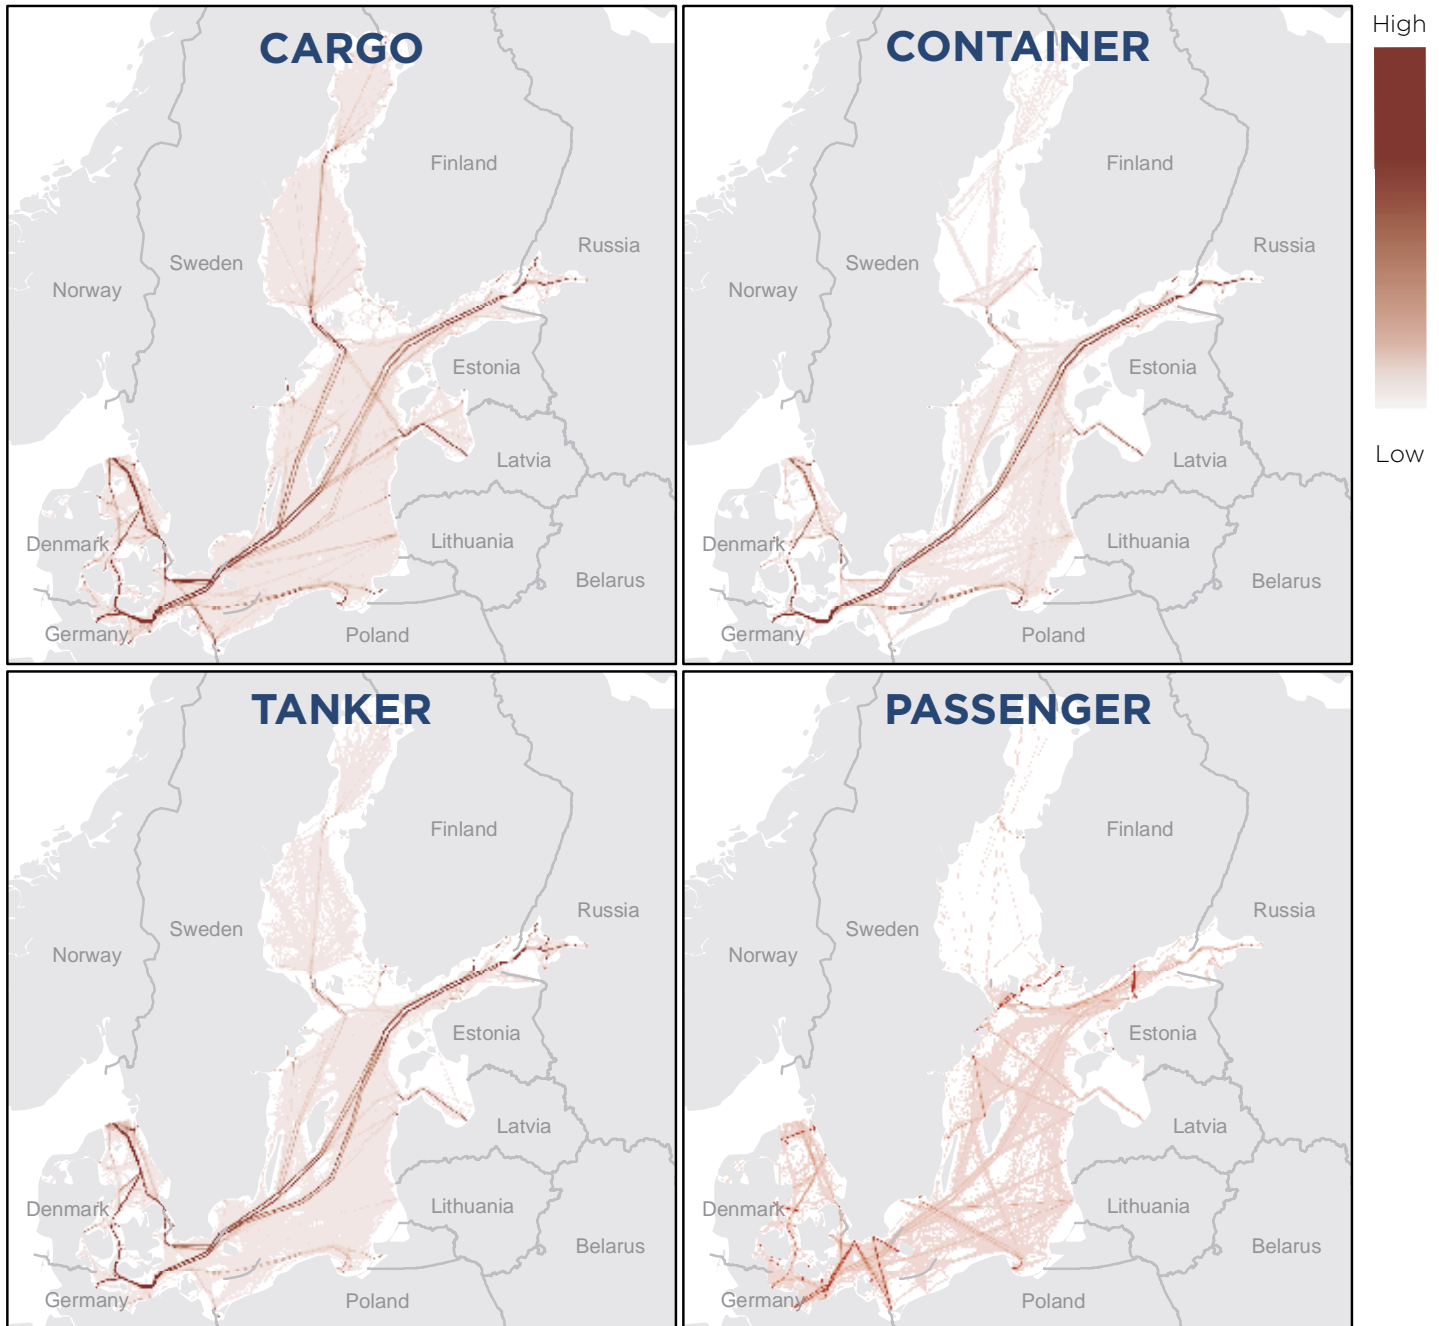 CARGO
Finland
Russia
Sweden
Norway
Estonia
Latvia
Denmark
Lithuania
Belarus
Germany
Poland
CONTAINER
Finland
Russia
Sweden
Norway
Estonia
Latvia
Denmark
Lithuania
Belarus
Germany
Poland
High
Low
TANKER
Finland
Russia
Sweden
Norway
Estonia
Latvia
Denmark
Lithuania
Belarus
Germany
Poland
PASSENGER
Finland
Russia
Sweden
Norway
Estonia
Latvia
Denmark
Lithuania
Belarus
Germany
Poland